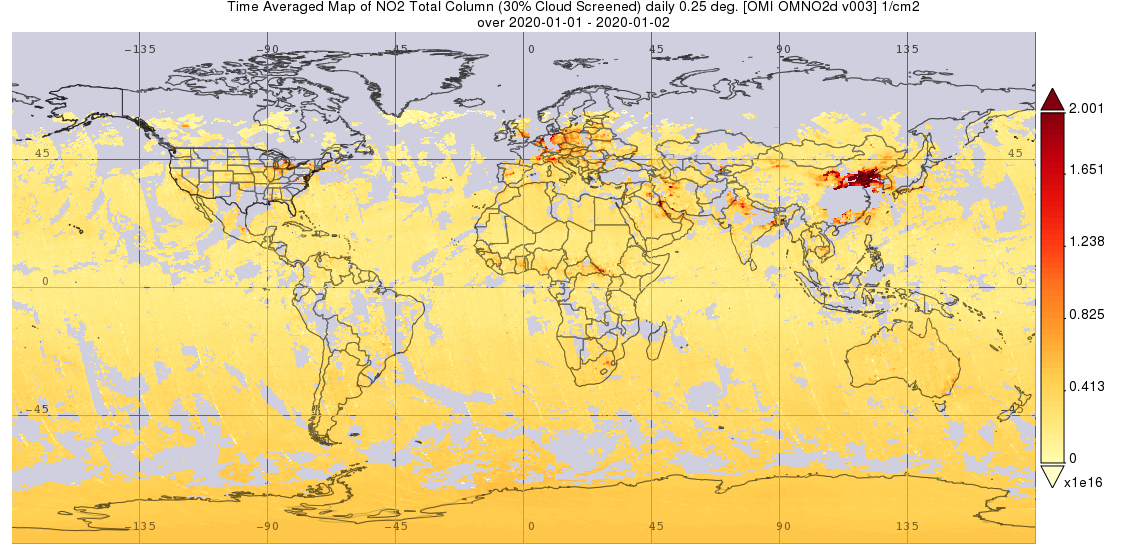 Time Averaged Map of NO2 Total Column (30% Cloud Screened) daily 0.25 deg. [OMI OMNO2d v003] 1/cm2
over 2020-01-01 - 2020-01-02
-135 -90 -45 0 45 90 135
2.001
45 45
1.651
1.238
0 0
0.825
0.413
-45 -45
0
x1e16
-135 -90 -45 0 45 90 135